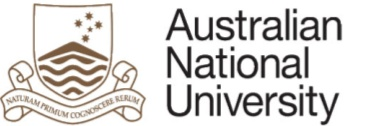 NATURAM PRIMUM COGNOSCERE RERUM
Australian
National
University